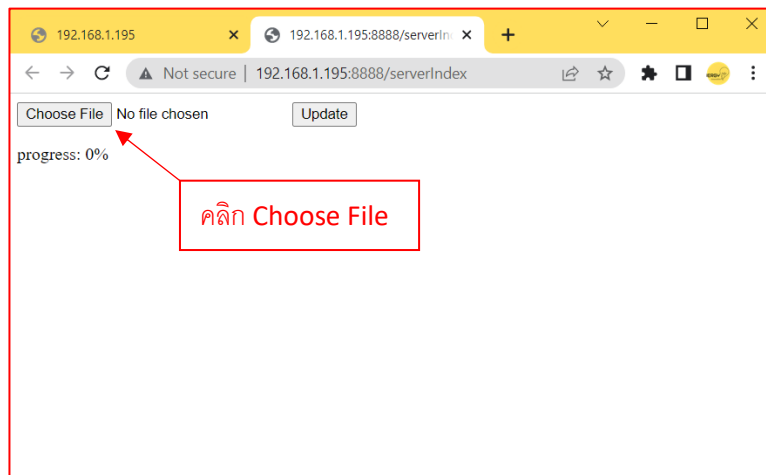 192.168.1.195
192.168.1.195:8888/serverIn
Not secure | 192.168.1.195:8888/serverIndex
Choose File No file chosen Update
progress: 0%
คลิก Choose File